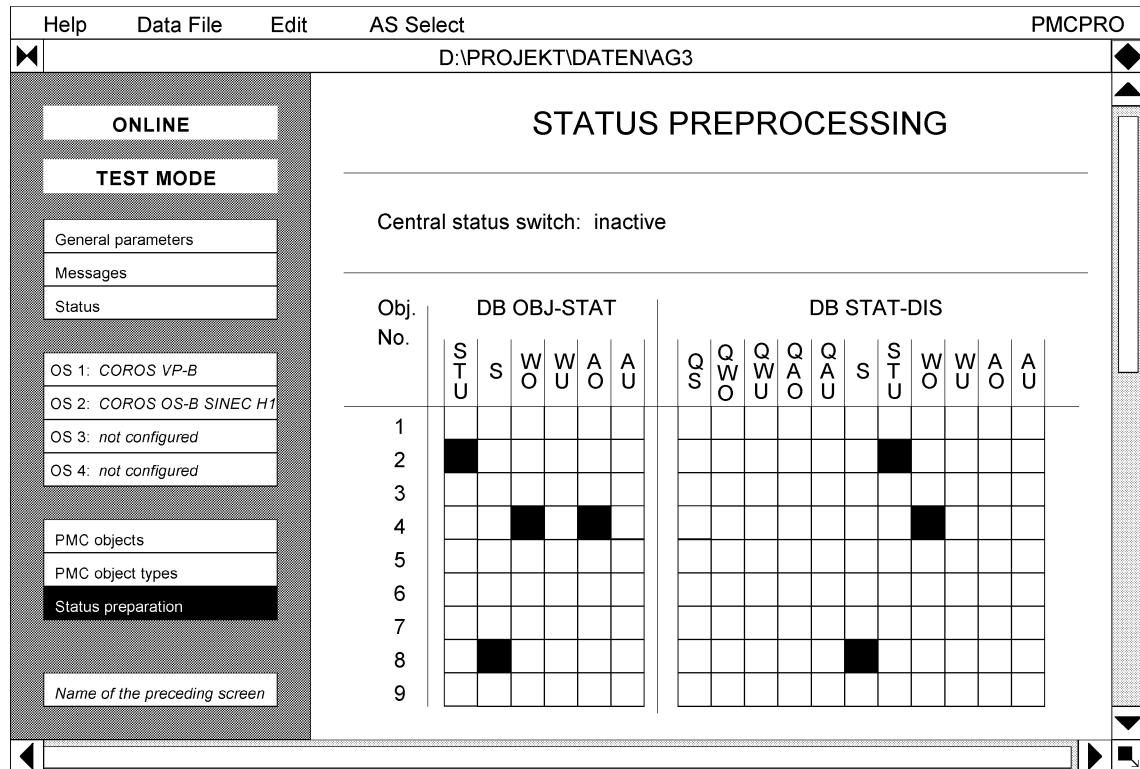 Help Data File Edit AS Select PMCPRO
D:\PROJEKT\DATEN\AG3
ONLINE
TEST MODE
General parameters
Messages
Status
OS 1: COROS VP-B
OS 2: COROS OS-B SINEC H1
OS 3: not configured
OS 4: not configured
PMC objects
PMC object types
Status preparation
Name of the preceding screen
STATUS PREPROCESSING
Central status switch: inactive
Obj. No.
DB OBJ-STAT
DB STAT-DIS
STU S WO WU AO AU
QS QWO QWU QAO QAU S STU WO WU AO AU
1
2
3
4
5
6
7
8
9